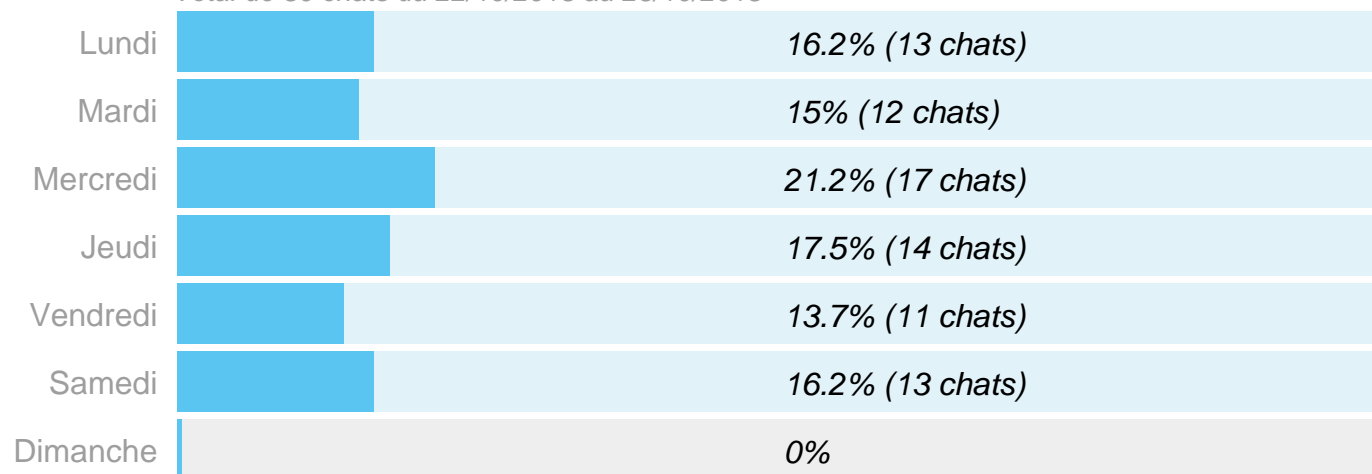 Lundi 16.2% (13 chats)
Mardi 15% (12 chats)
Mercredi 21.2% (17 chats)
Jeudi 17.5% (14 chats)
Vendredi 13.7% (11 chats)
Samedi 16.2% (13 chats)
Dimanche 0%